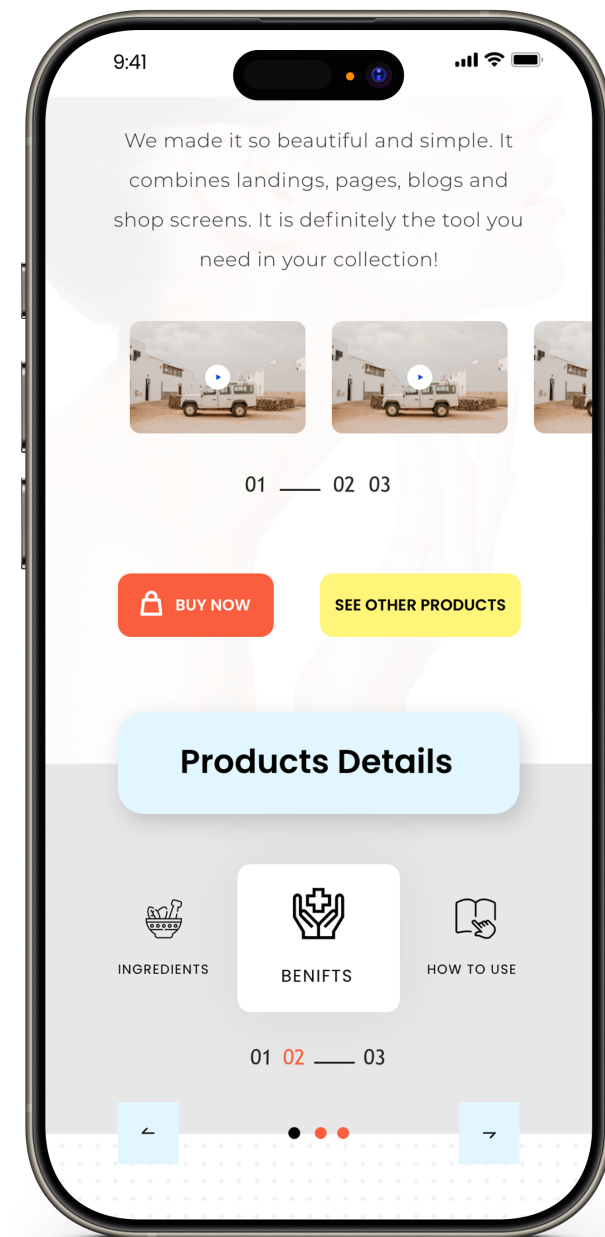 9:41
We made it so beautiful and simple. It
combines landings, pages, blogs and
shop screens. It is definitely the tool you
need in your collection!
01 02 03
BUY NOW
SEE OTHER PRODUCTS
Products Details
INGREDIENTS
BENIFTS
HOW TO USE
01 02 03